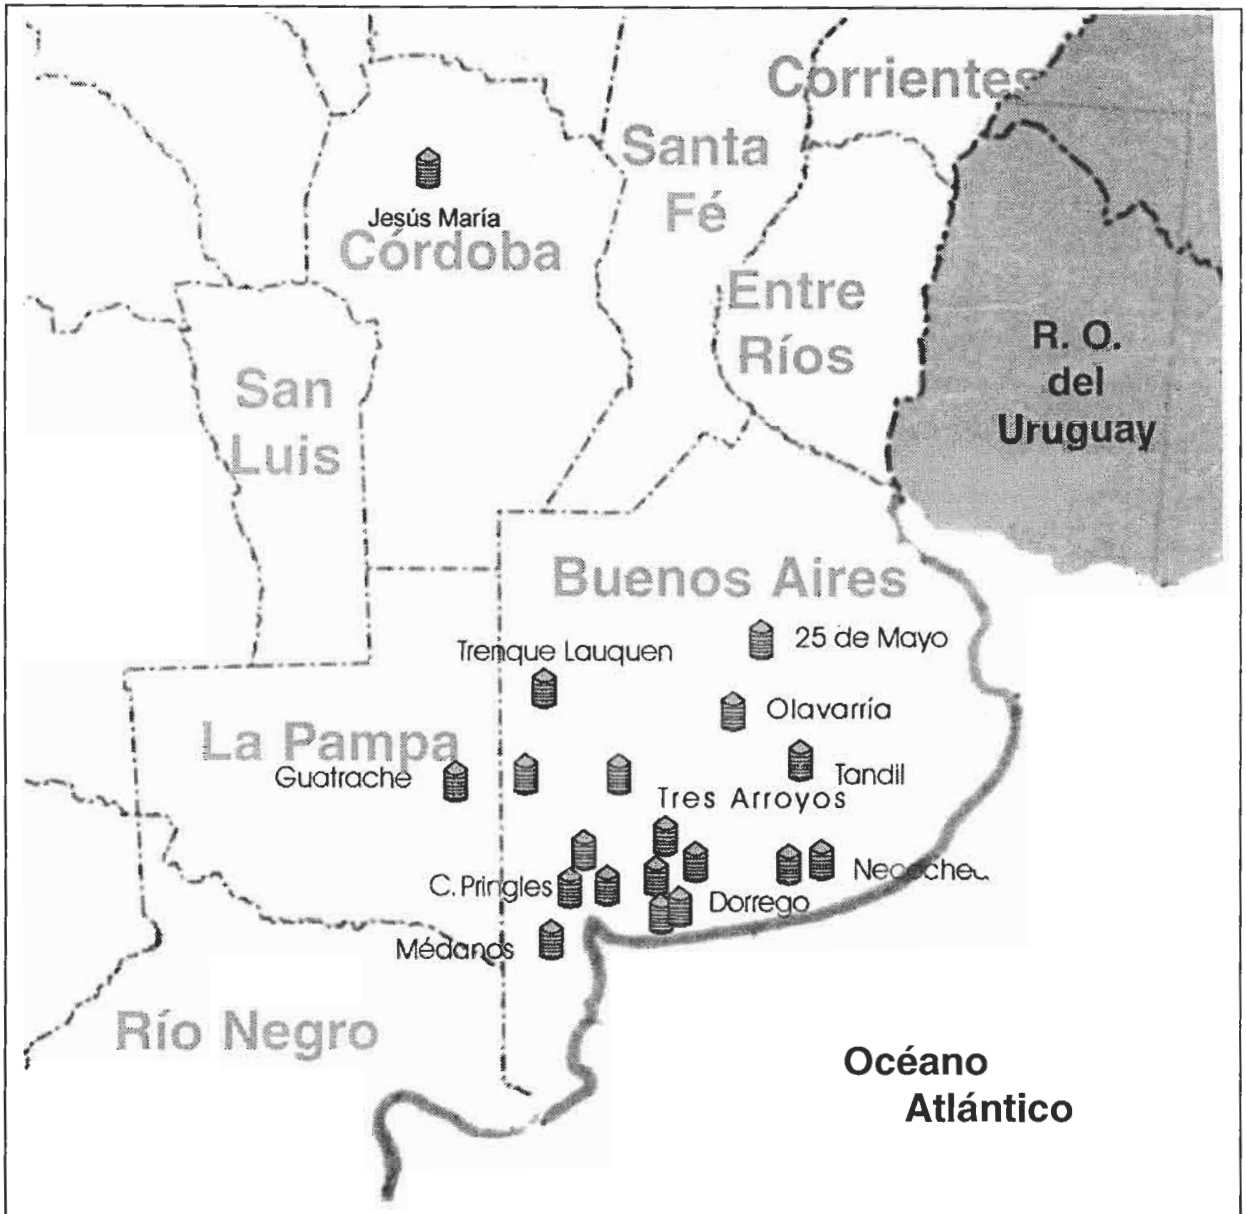 Corrientes
Santa
Fé
Jesús María
Córdoba
Entre
Ríos
R. O.
del
Uruguay
San
Luis
Buenos Aires
25 de Mayo
Trenque Lauquen
Olavarría
La Pampa
Guatrache
Tandil
Tres Arroyos
C. Pringles
Dorrego
Médanos
Río Negro
Océano
Atlántico